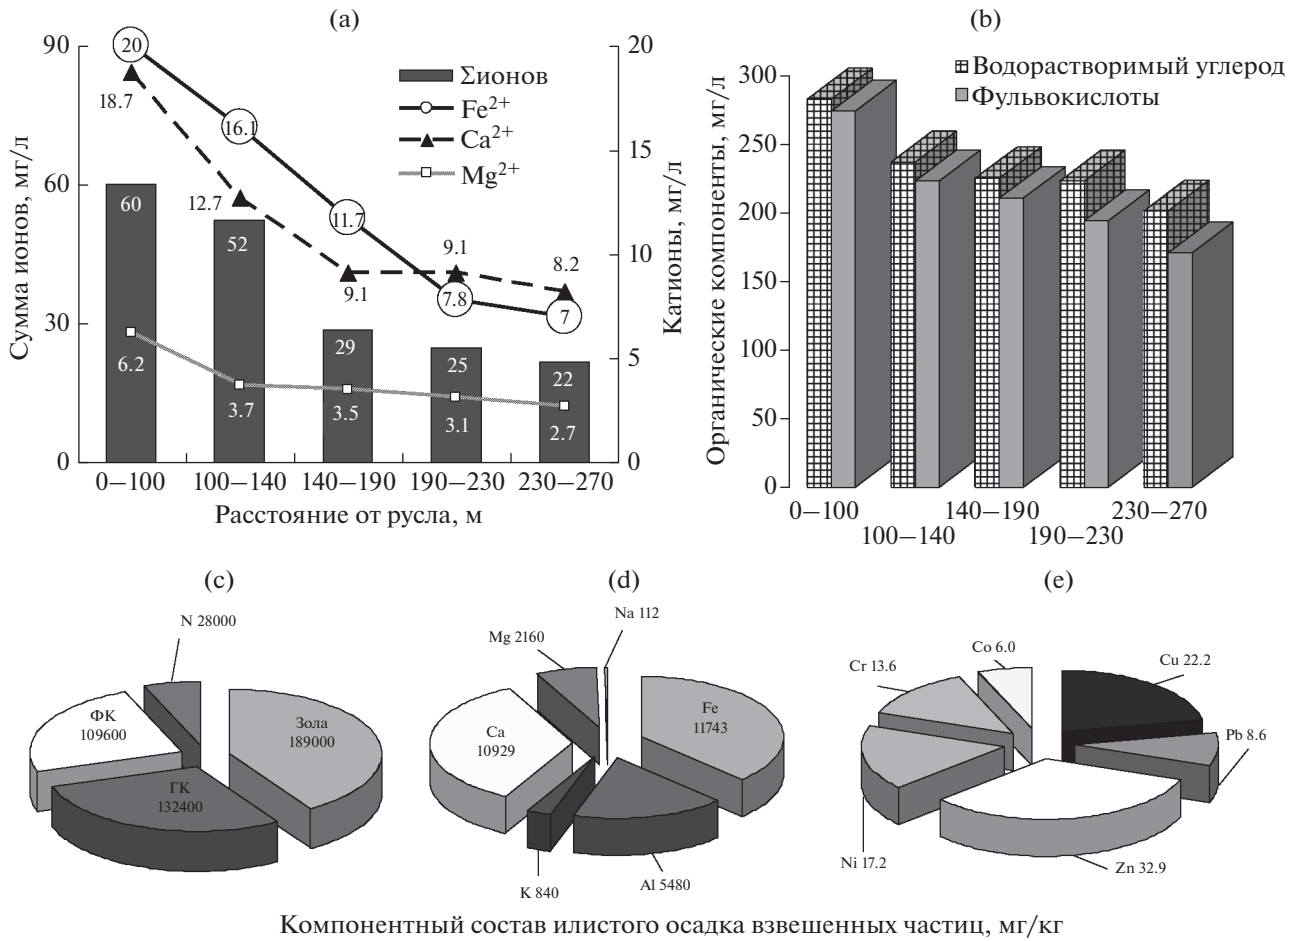 (a)
Сумма ионов, мг/л
90
60
30
0
20
15
10
5
0
Катионы, мг/л
Σионов
Fe2+
Ca2+
Mg2+
20
16.1
11.7
7.8
7
18.7
12.7
9.1
9.1
8.2
60
52
29
25
22
6.2
3.7
3.5
3.1
2.7
0–100
100–140
140–190
190–230
230–270
Расстояние от русла, м
(b)
Органические компоненты, мг/л
300
250
200
150
100
50
0
Водорастворимый углерод
Фульвокислоты
0–100
100–140
140–190
190–230
230–270
(c)
N 28000
ФК
109600
Зола
189000
ГК
132400
(d)
Na 112
Mg 2160
Fe
11743
Ca
10929
K 840
Al 5480
(e)
Co 6.0
Cr 13.6
Cu 22.2
Pb 8.6
Ni 17.2
Zn 32.9
Компонентный состав илистого осадка взвешенных частиц, мг/кг